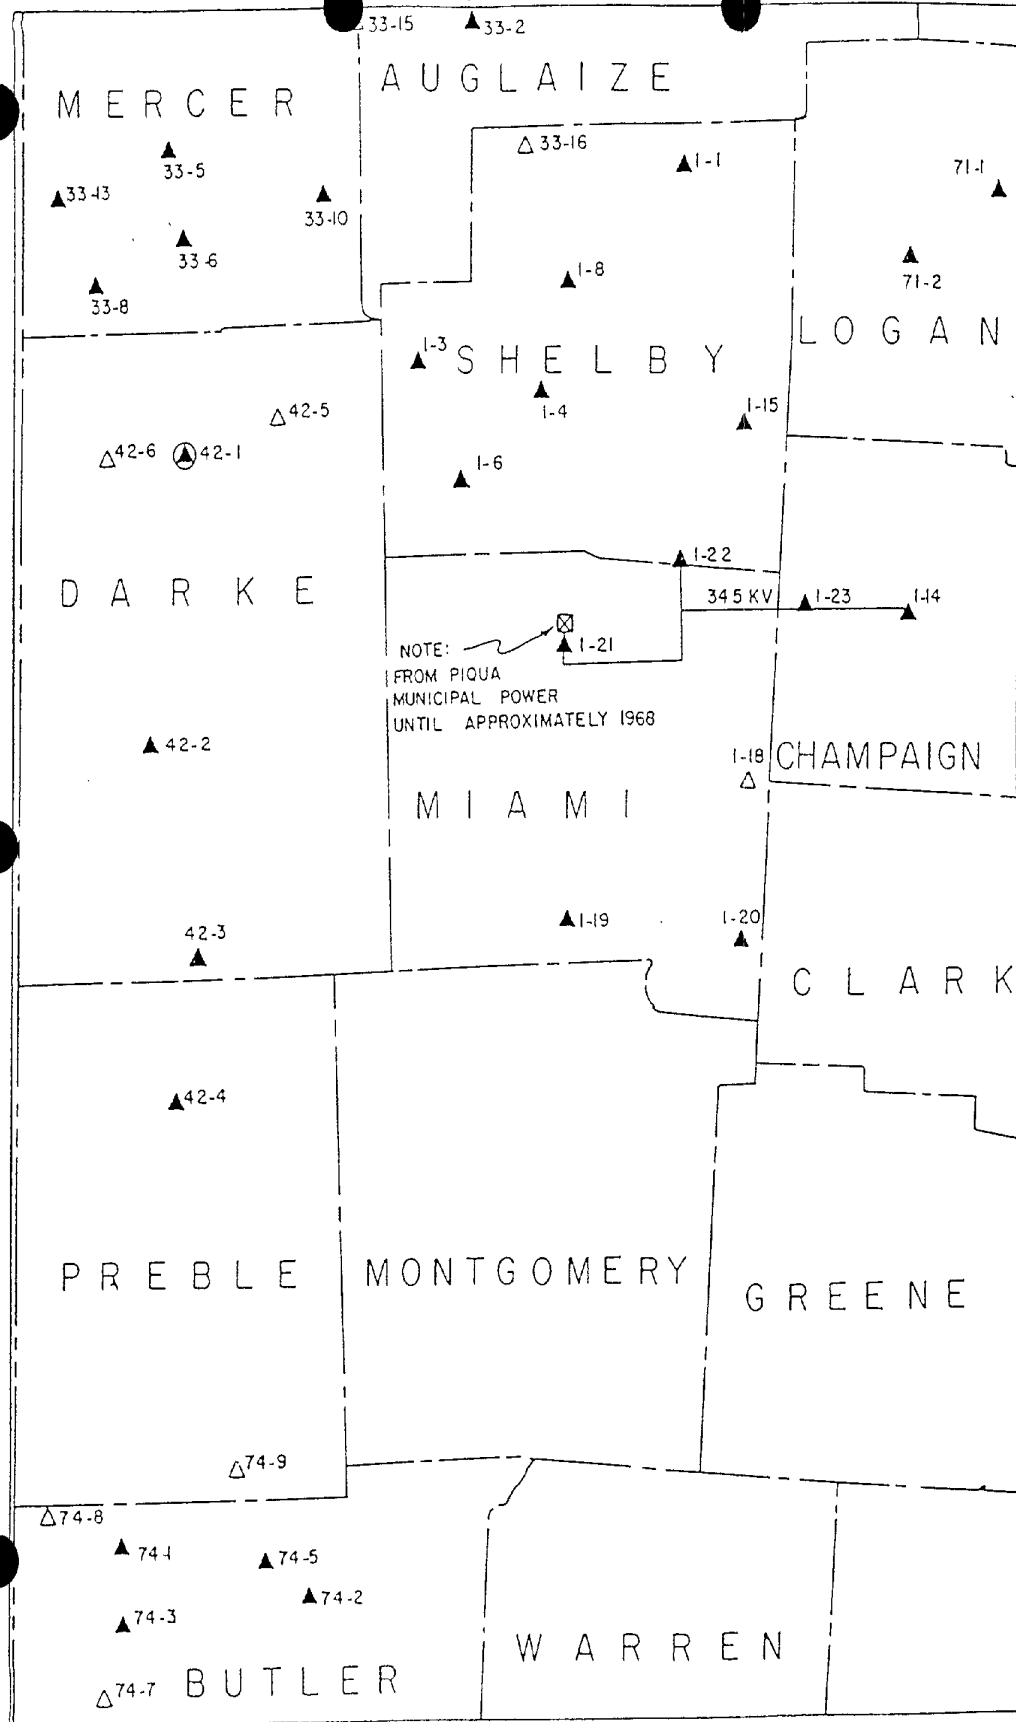 33-15
33-2
AUGLAIZE
MERCER
33-16
1-1
33-5
71-1
33-13
33-10
33-6
1-8
71-2
33-8
LOGAN
1-3
SHELBY
1-4
1-15
42-5
42-6
42-1
1-6
1-22
DARKE
345 KV
1-23
1-14
NOTE:
FROM PIQUA
MUNICIPAL POWER
UNTIL APPROXIMATELY 1968
1-21
42-2
1-18
CHAMPAIGN
MIAMI
1-19
1-20
42-3
CLARK
42-4
PREBLE
MONTGOMERY
GREENE
74-9
74-8
74-1
74-5
74-2
74-3
WARREN
74-7
BUTLER